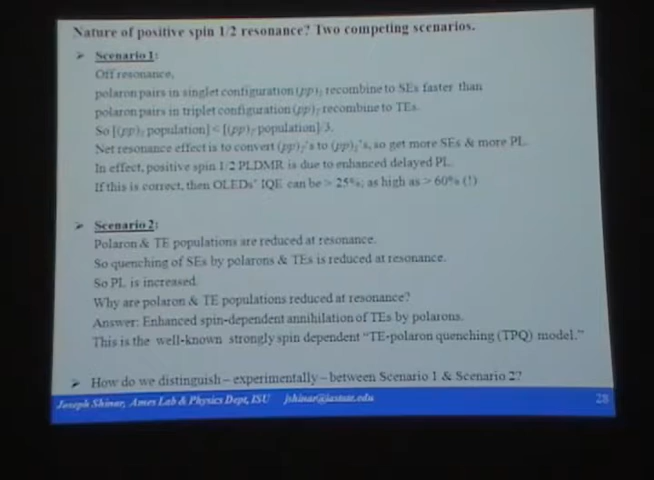 Nature of positive spin 1/2 resonance? Two competing scenarios.
➢ Scenario 1:
Off resonance,
polaron pairs in singlet configuration (pp)S recombine to SEs faster than
polaron pairs in triplet configuration (pp)T recombine to TEs.
So [(pp)S population] < [(pp)T population]/3.
Net resonance effect is to convert (pp)T's to (pp)S's, so get more SEs & more PL.
In effect, positive spin 1/2 PLDMR is due to enhanced delayed PL.
If this is correct, then OLEDs' IQE can be > 25%; as high as > 60% (!)
➢ Scenario 2:
Polaron & TE populations are reduced at resonance.
So quenching of SEs by polarons & TEs is reduced at resonance.
So PL is increased.
Why are polaron & TE populations reduced at resonance?
Answer: Enhanced spin-dependent annihilation of TEs by polarons.
This is the well-known strongly spin dependent "TE-polaron quenching (TPQ) model."
➢ How do we distinguish – experimentally – between Scenario 1 & Scenario 2?
Joseph Shinar, Ames Lab & Physics Dept, ISU jshinar@iastate.edu 28